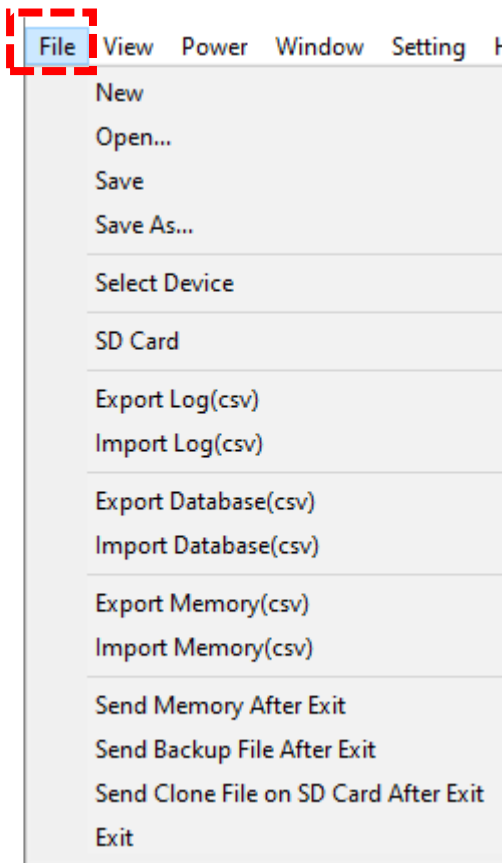 File View Power Window Setting
New
Open...
Save
Save As...
Select Device
SD Card
Export Log(csv)
Import Log(csv)
Export Database(csv)
Import Database(csv)
Export Memory(csv)
Import Memory(csv)
Send Memory After Exit
Send Backup File After Exit
Send Clone File on SD Card After Exit
Exit